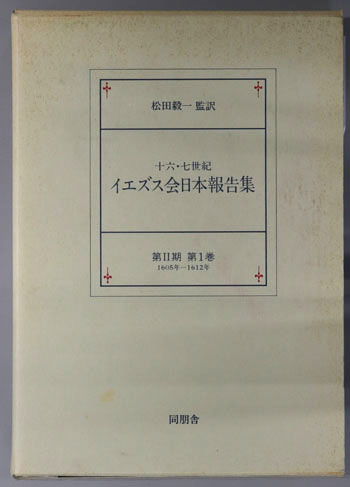 松田毅一 監訳
十六・七世紀
イエズス会日本報告集
第II期 第1巻
1605年－1612年
同朋舎